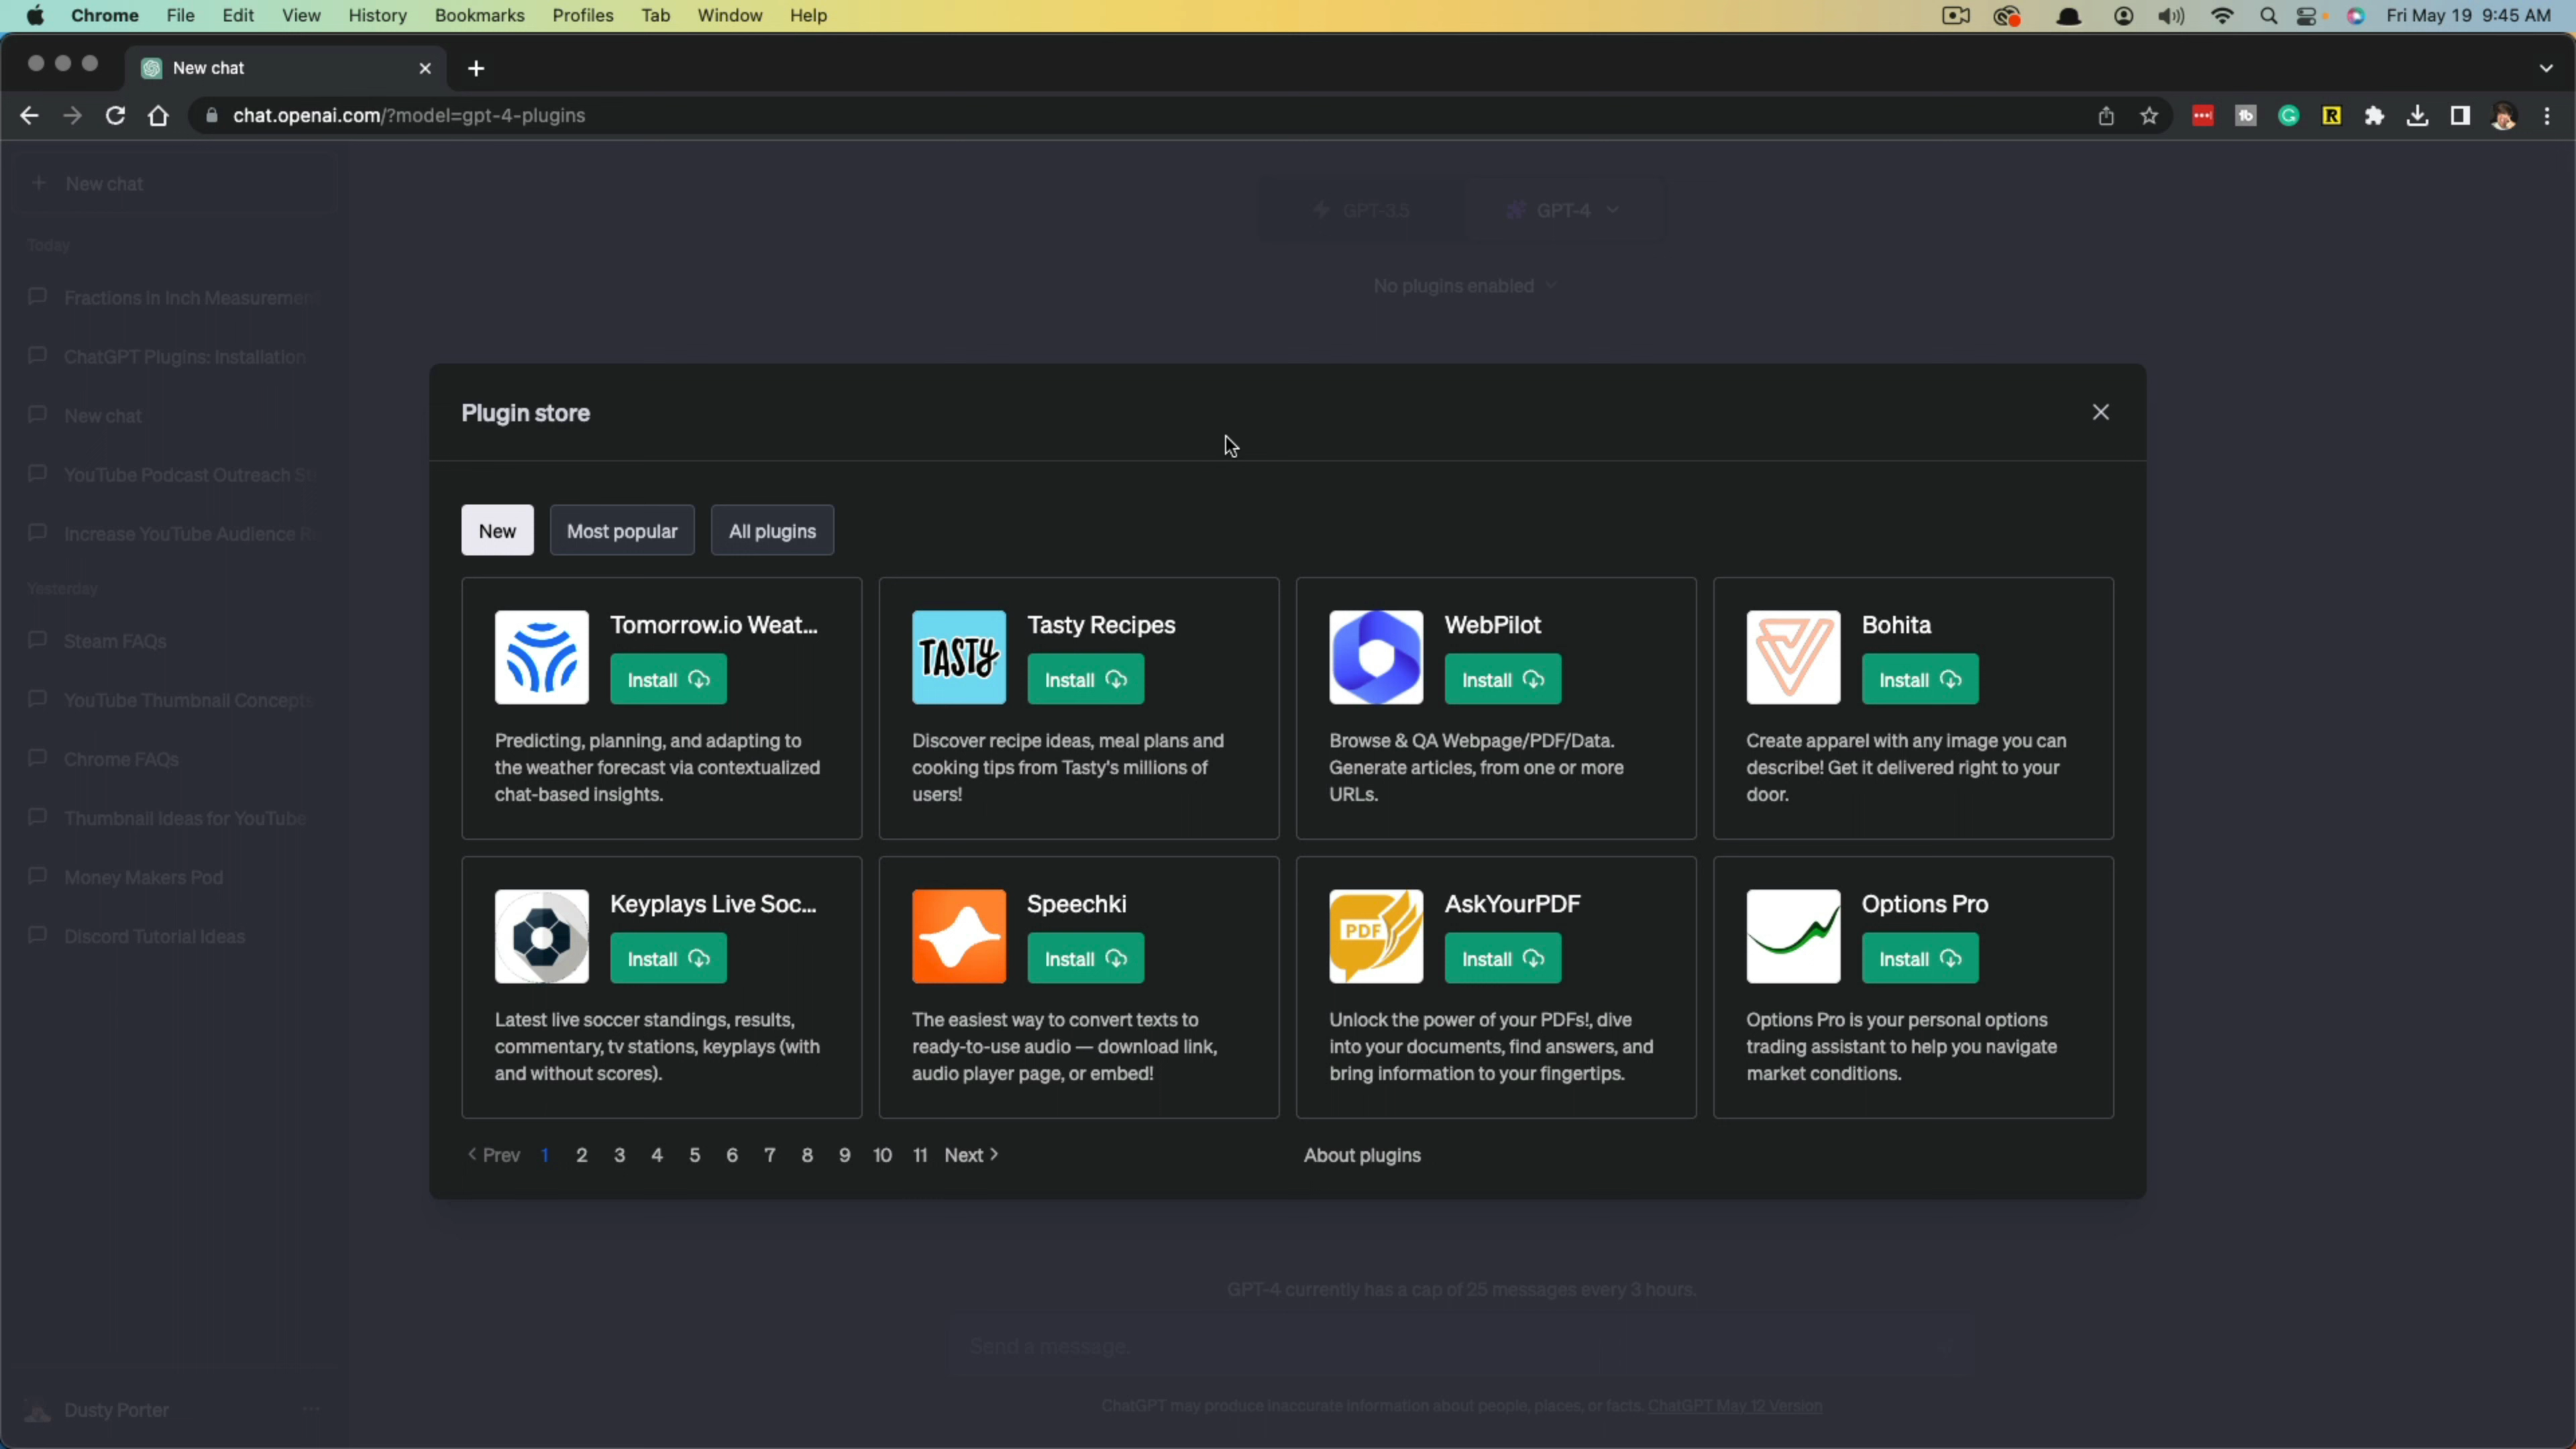 Chrome File Edit View History Bookmarks Profiles Tab Window Help Fri May 19 9:45 AM
New chat
chat.openai.com/?model=gpt-4-plugins
New chat
GPT-3.5 GPT-4
Today
No plugins enabled
Fractions in Inch Measurement
ChatGPT Plugins: Installation
New chat
YouTube Podcast Outreach
Increase YouTube Audience
Yesterday
Steam FAQs
YouTube Thumbnail Concepts
Chrome FAQs
Thumbnail Ideas for YouTube
Money Makers Pod
Discord Tutorial Ideas
Dusty Porter
Plugin store
New Most popular All plugins
Tomorrow.io Weat...
Install
Predicting, planning, and adapting to
the weather forecast via contextualized
chat-based insights.
TASTY
Tasty Recipes
Install
Discover recipe ideas, meal plans and
cooking tips from Tasty's millions of
users!
WebPilot
Install
Browse & QA Webpage/PDF/Data.
Generate articles, from one or more
URLs.
Bohita
Install
Create apparel with any image you can
describe! Get it delivered right to your
door.
Keyplays Live Soc...
Install
Latest live soccer standings, results,
commentary, tv stations, keyplays (with
and without scores).
Speechki
Install
The easiest way to convert texts to
ready-to-use audio — download link,
audio player page, or embed!
PDF
AskYourPDF
Install
Unlock the power of your PDFs!, dive
into your documents, find answers, and
bring information to your fingertips.
Options Pro
Install
Options Pro is your personal options
trading assistant to help you navigate
market conditions.
Prev 1 2 3 4 5 6 7 8 9 10 11 Next
About plugins
GPT-4 currently has a cap of 25 messages every 3 hours.
Send a message.
ChatGPT may produce inaccurate information about people, places, or facts. ChatGPT May 12 Version